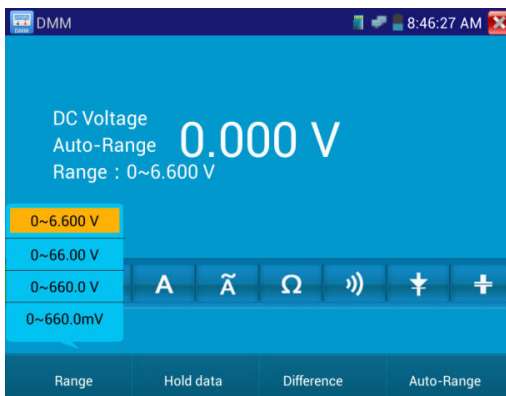 DMM
DMM
8:46:27 AM
DC Voltage
Auto-Range
0.000 V
Range : 0~6.600 V
0~6.600 V
0~66.00 V
0~660.0 V
0~660.0mV
A
Ã
Ω
Range
Hold data
Difference
Auto-Range